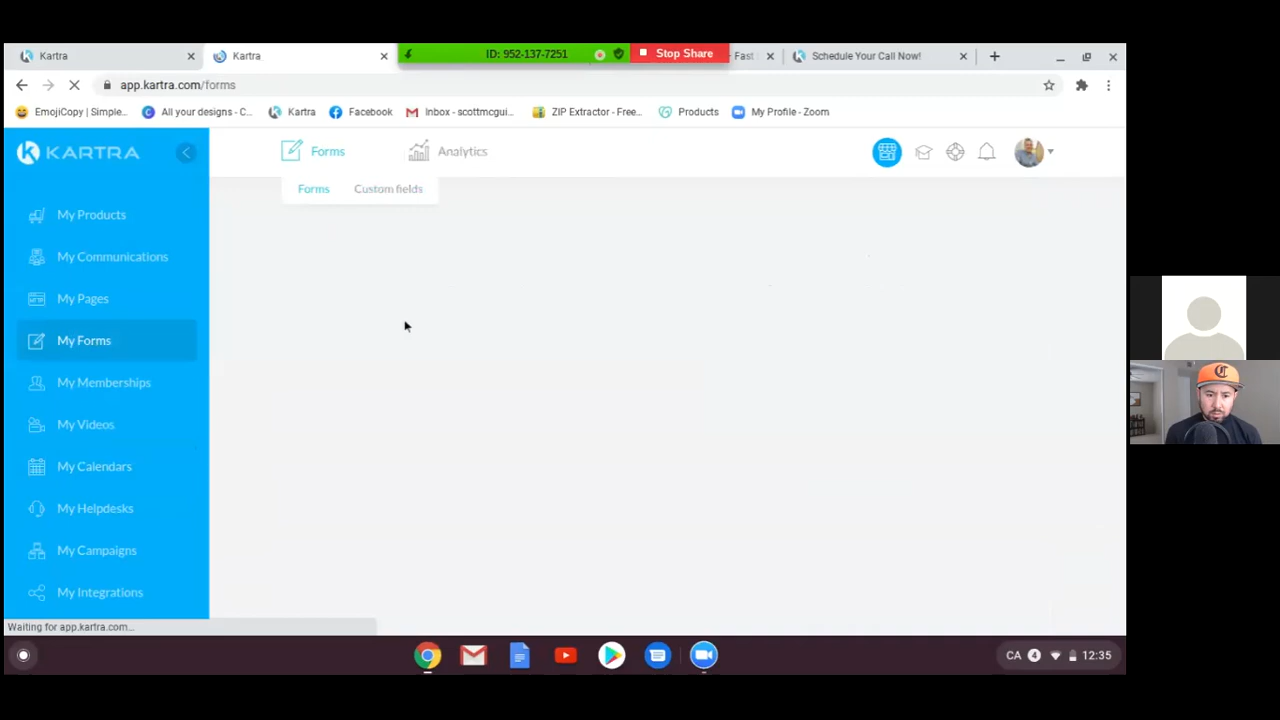 Kartra
Kartra
ID: 952-137-7251
Stop Share
- Fast
Schedule Your Call Now!
app.kartra.com/forms
EmojiCopy | Simple...
All your designs - C...
Kartra
Facebook
Inbox - scottmcgui...
ZIP Extractor - Free...
Products
My Profile - Zoom
KARTRA
Forms
Analytics
Forms
Custom fields
My Products
My Communications
My Pages
My Forms
My Memberships
My Videos
My Calendars
My Helpdesks
My Campaigns
My Integrations
Waiting for app.kartra.com...
CA
4
12:35